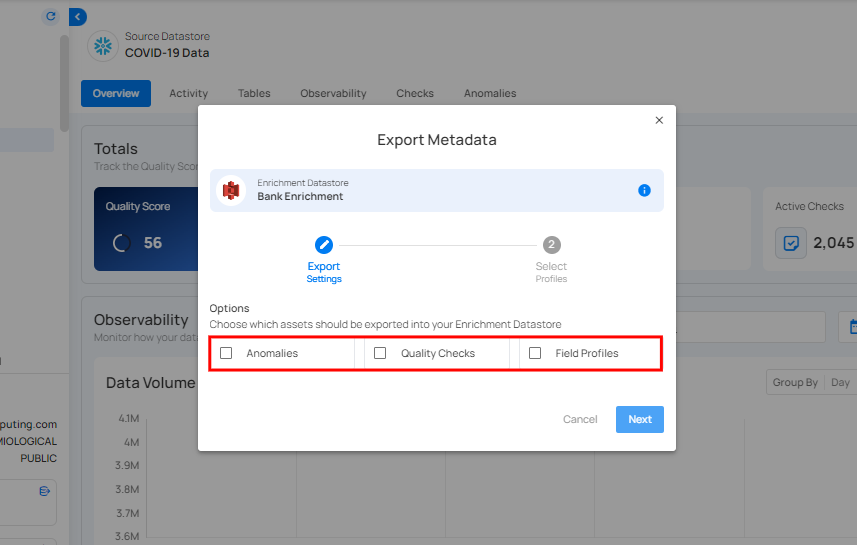 Source Datastore
COVID-19 Data
Overview
Activity
Tables
Observability
Checks
Anomalies
Totals
Track the Quality Scor
Quality Score
56
Active Checks
2,045
Export Metadata
Enrichment Datastore
Bank Enrichment
2
Export
Settings
Select
Profiles
Options
Choose which assets should be exported into your Enrichment Datastore
Anomalies
Quality Checks
Field Profiles
Cancel
Next
Observability
Monitor how your data
Data Volume
Group By
Day
4.1M
4M
3.9M
3.8M
3.7M
3.6M
puting.com
MIOLOGICAL
PUBLIC